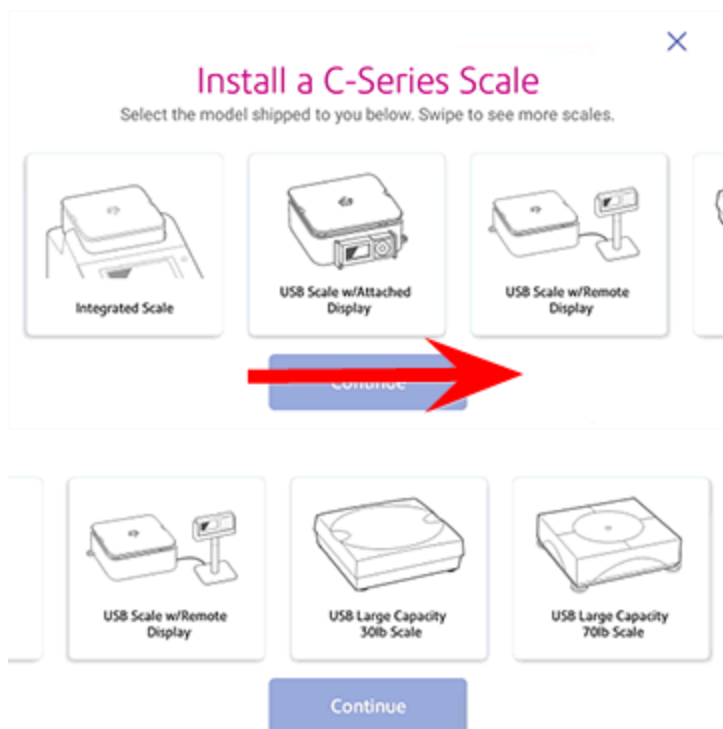 Install a C-Series Scale
Select the model shipped to you below. Swipe to see more scales.
Integrated Scale
USB Scale w/Attached
Display
USB Scale w/Remote
Display
Continue
USB Scale w/Remote
Display
USB Large Capacity
30lb Scale
USB Large Capacity
70lb Scale
Continue